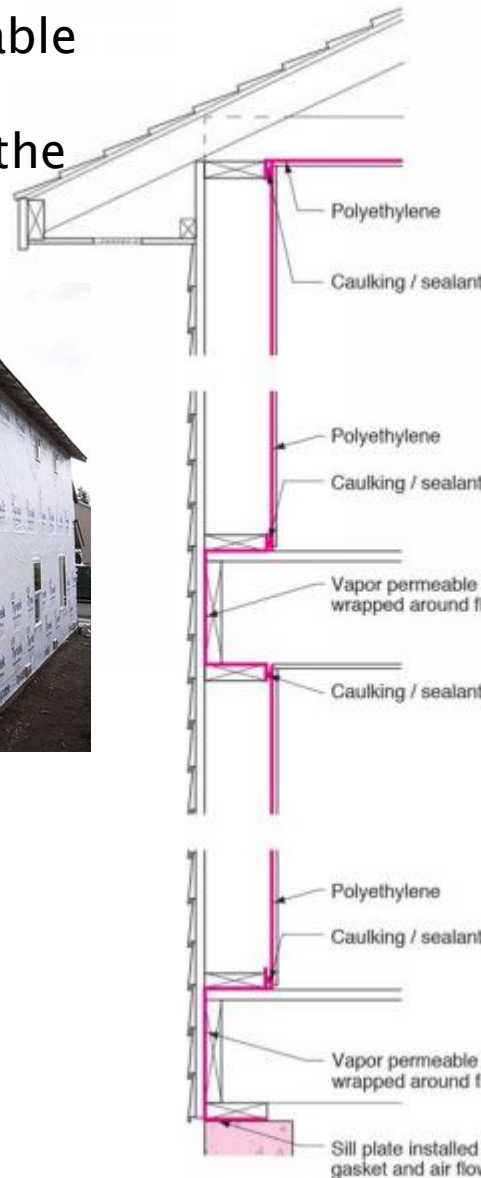 able
the
Polyethylene
Caulking / sealant
Polyethylene
Caulking / sealant
Vapor permeable
wrapped around f
Caulking / sealant
Polyethylene
Caulking / sealant
Vapor permeable
wrapped around f
Sill plate installed
gasket and air flow